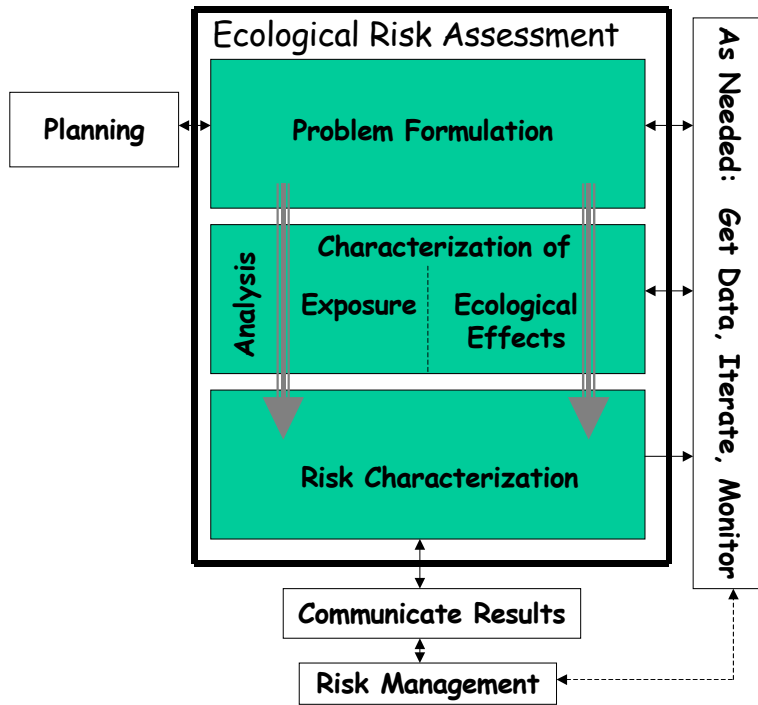 Ecological Risk Assessment
Planning
Problem Formulation
Analysis
Characterization of
Exposure
Ecological
Effects
Risk Characterization
Communicate Results
Risk Management
As Needed: Get Data, Iterate, Monitor